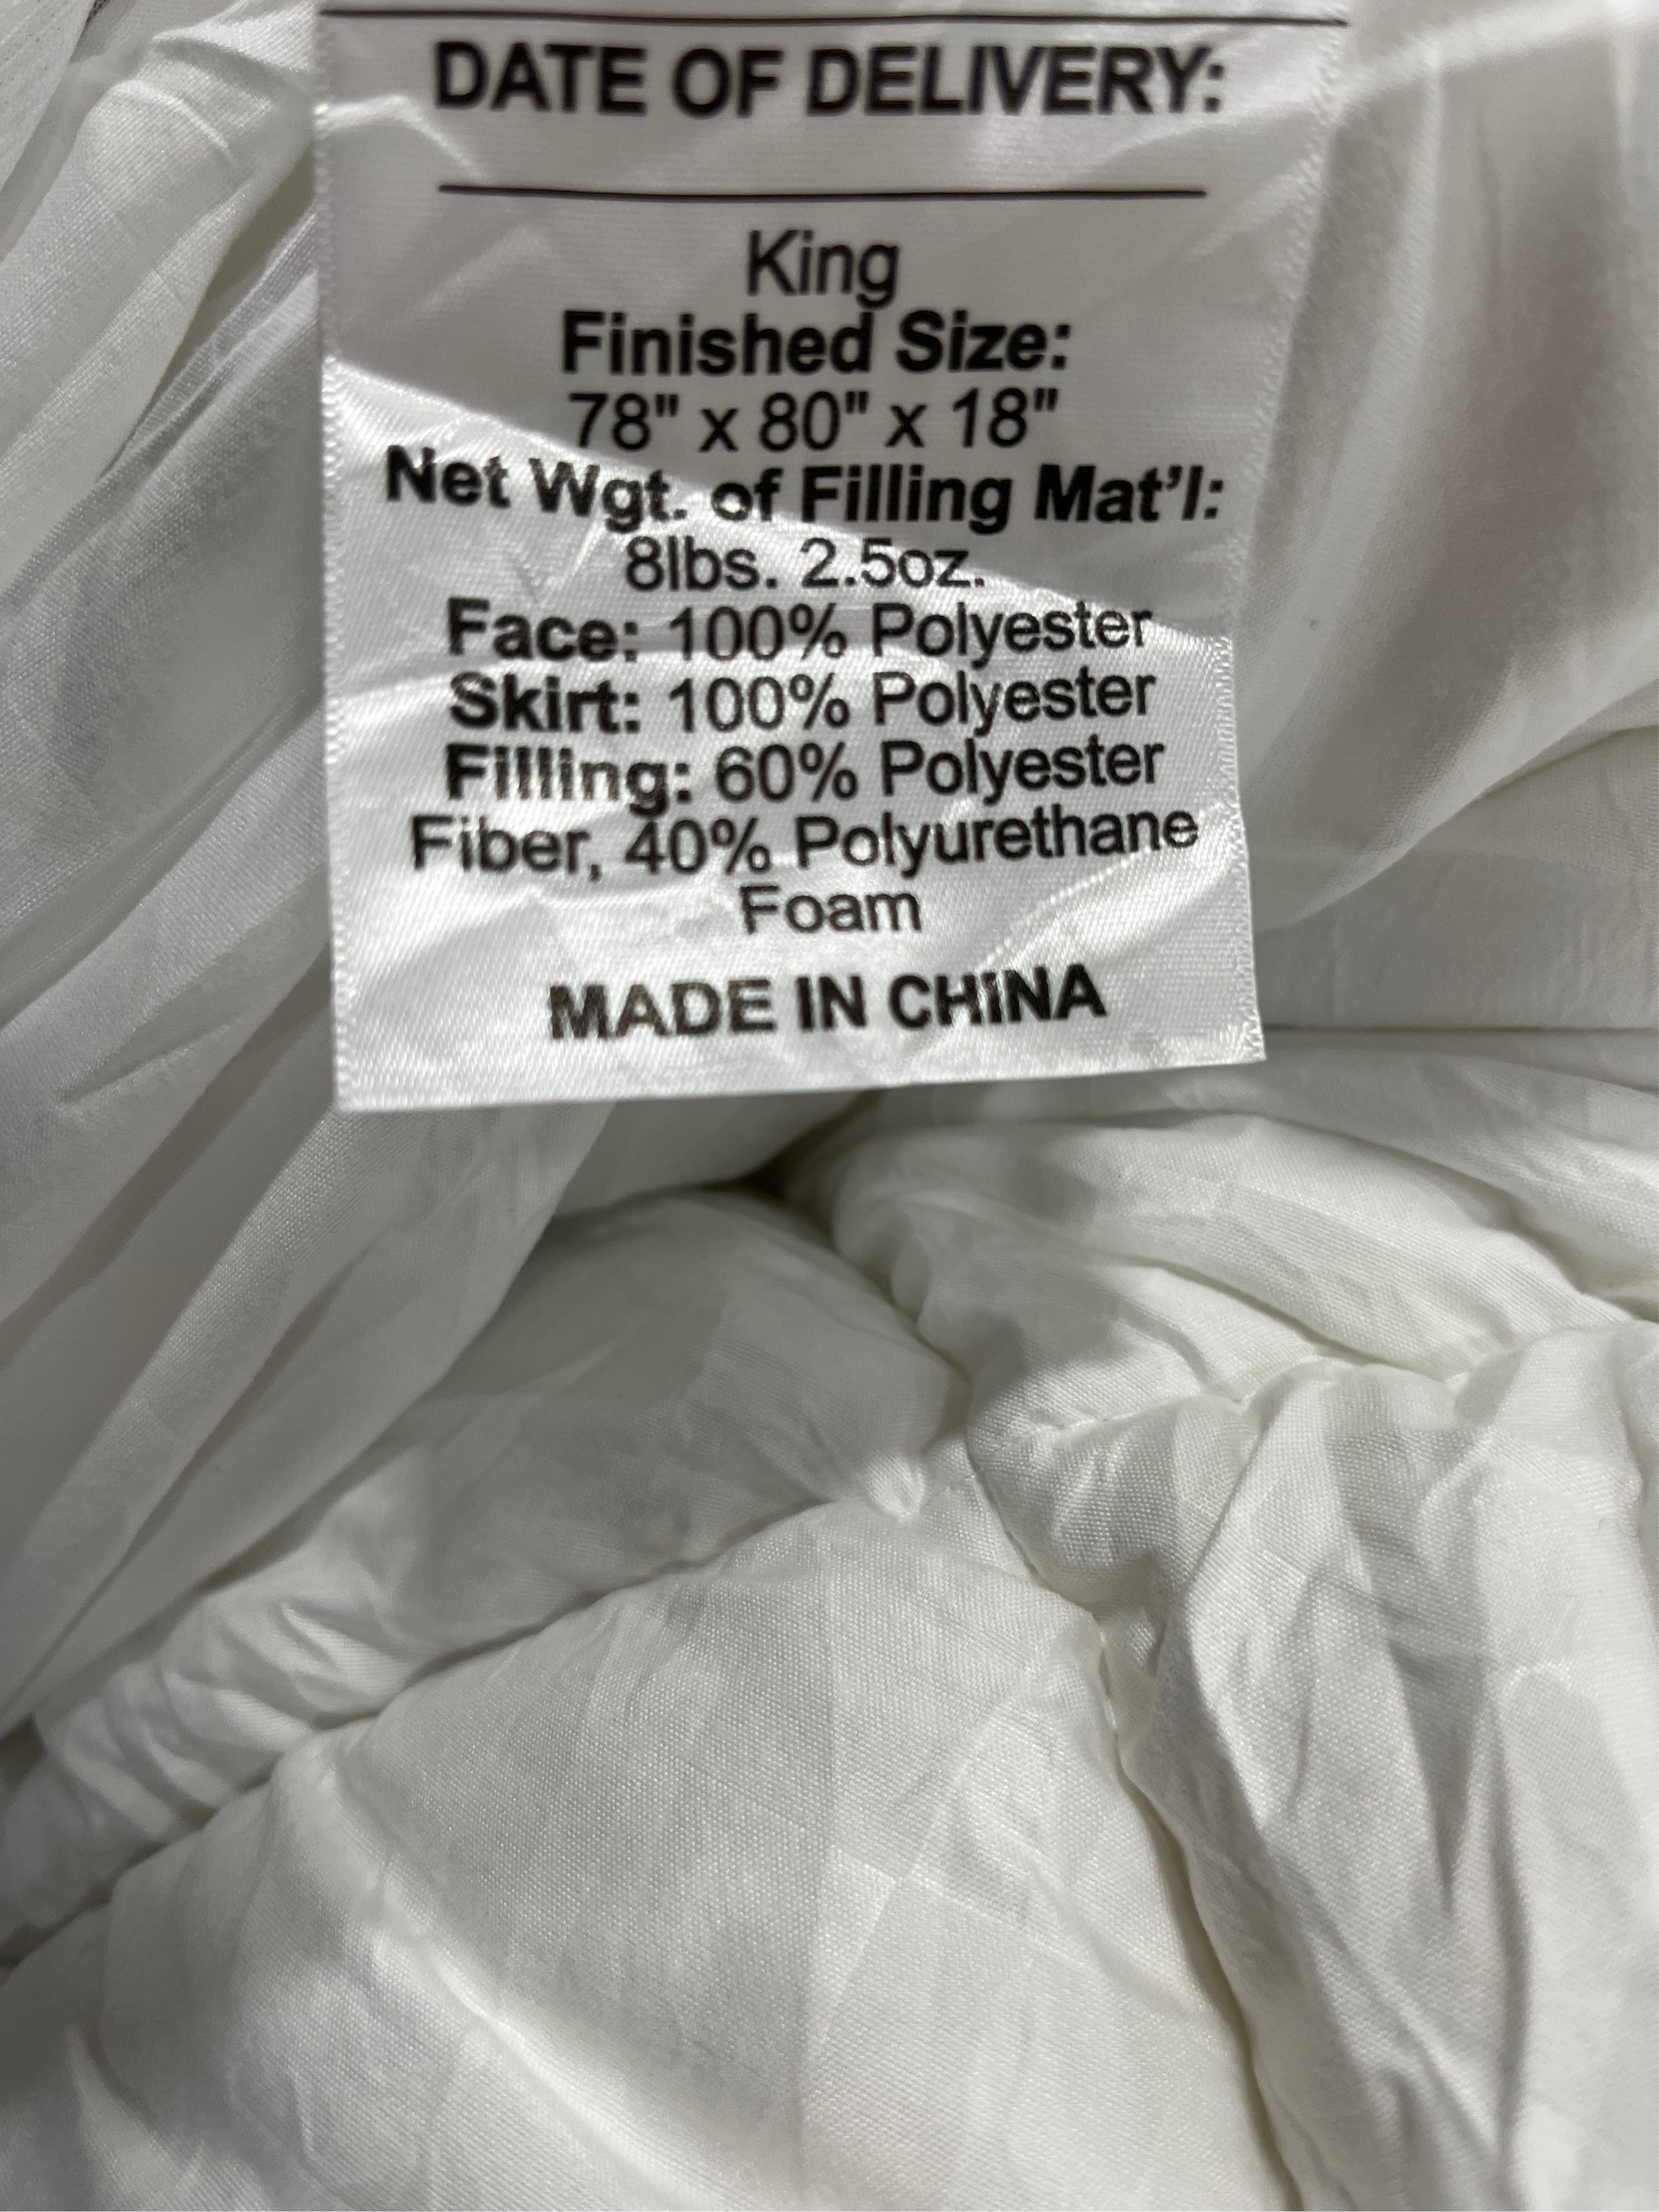 DATE OF DELIVERY:
King
Finished Size:
78" x 80" x 18"
Net Wgt. of Filling Mat'l:
8lbs. 2.5oz.
Face: 100% Polyester
Skirt: 100% Polyester
Filling: 60% Polyester
Fiber, 40% Polyurethane
Foam
MADE IN CHINA